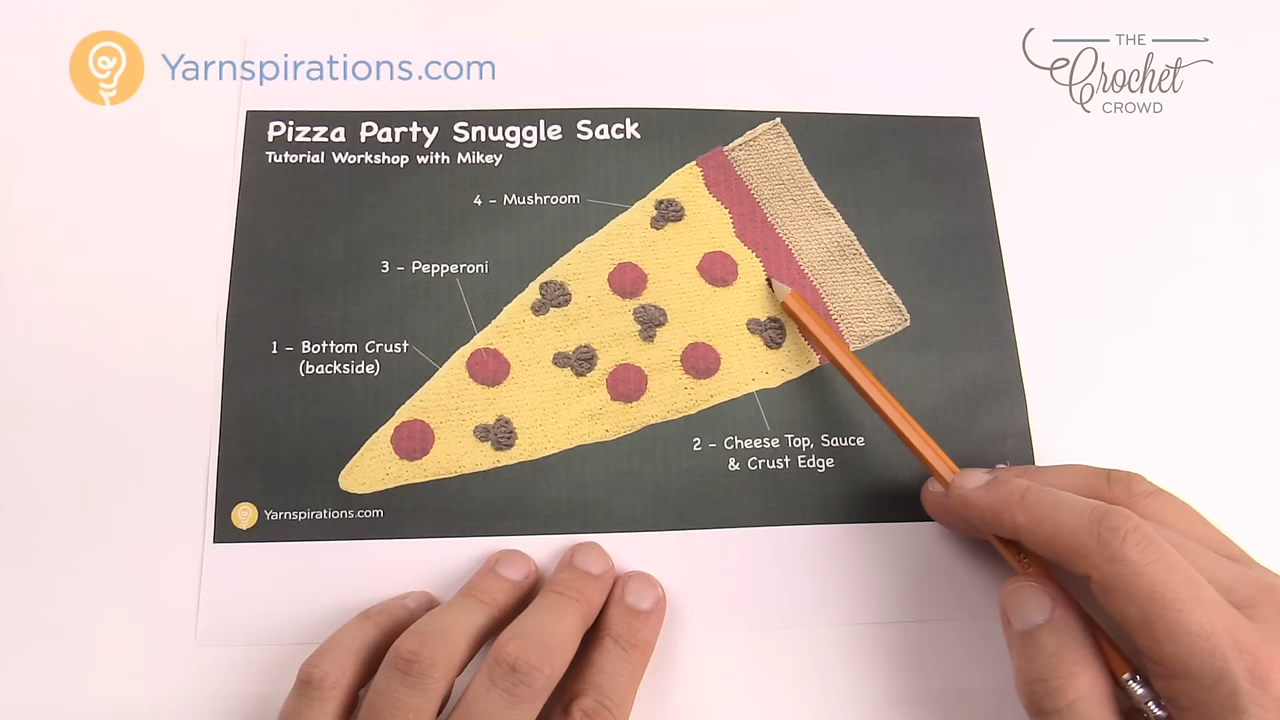 Yarnspirations.com
THE
Crochet
CROWD
Pizza Party Snuggle Sack
Tutorial Workshop with Mikey
4 - Mushroom
3 - Pepperoni
1 - Bottom Crust
(backside)
2 - Cheese Top, Sauce
& Crust Edge
Yarnspirations.com